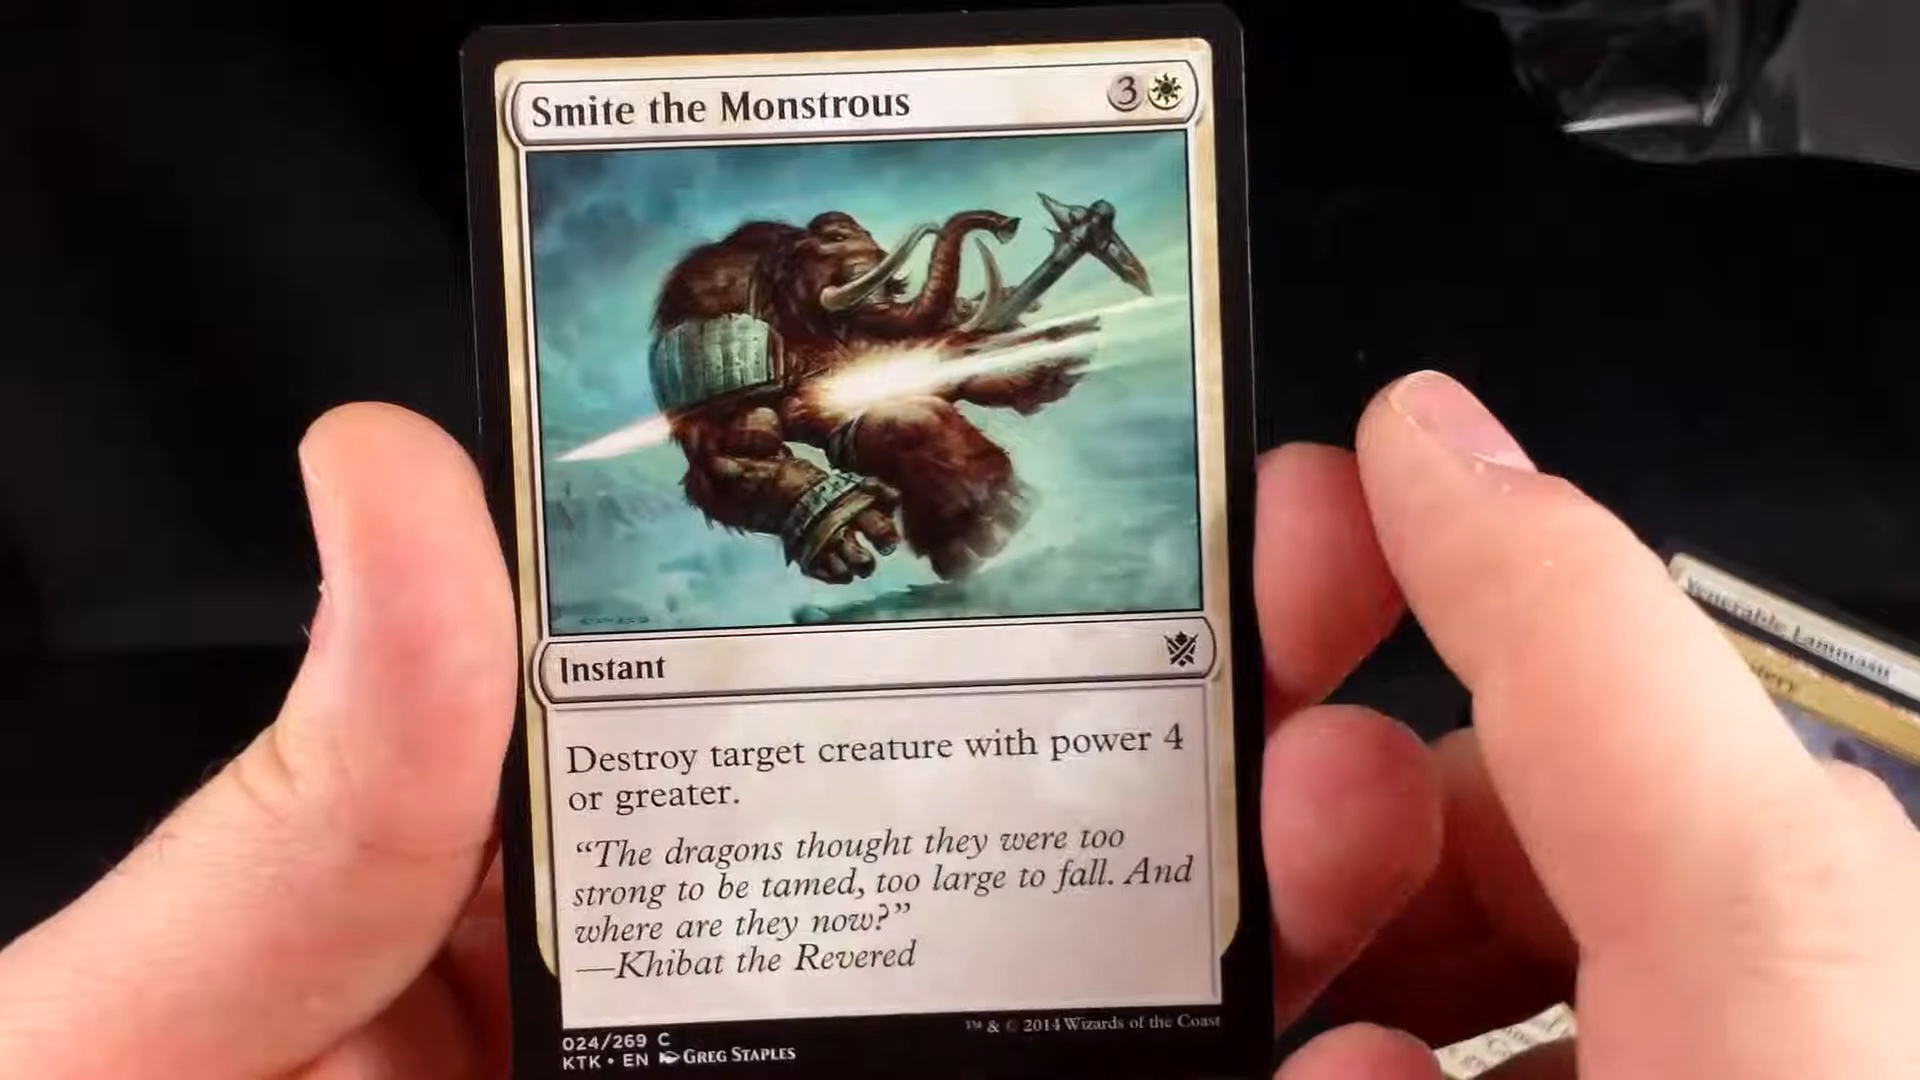 Smite the Monstrous
3
Instant
Destroy target creature with power 4
or greater.
“The dragons thought they were too
strong to be tamed, too large to fall. And
where are they now?”
—Khibat the Revered
024/269 C
KTK • EN GREG STAPLES
™ & © 2014 Wizards of the Coast
Venerable Lammasu